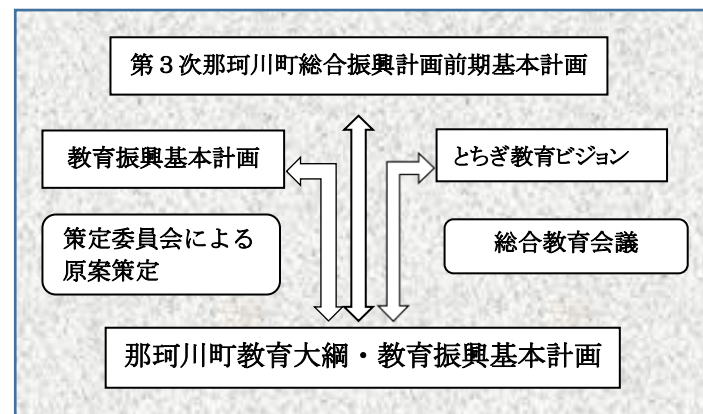 第３次那珂川町総合振興計画前期基本計画
教育振興基本計画
とちぎ教育ビジョン
策定委員会による
原案策定
総合教育会議
那珂川町教育大綱・教育振興基本計画